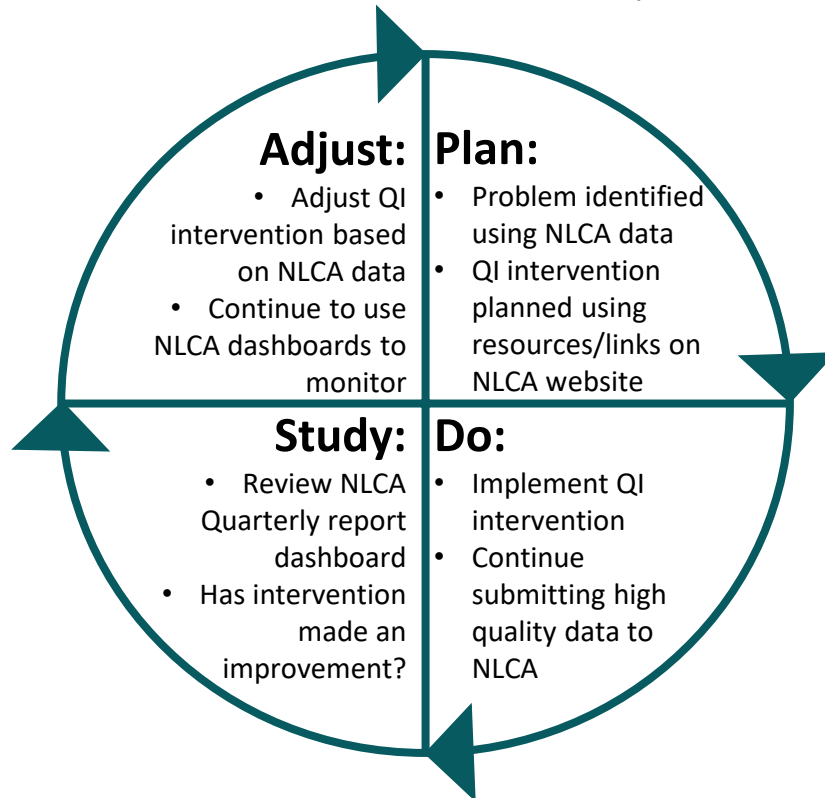 Adjust:
• Adjust QI
intervention based
on NLCA data
• Continue to use
NLCA dashboards to
monitor
Plan:
• Problem identified
using NLCA data
• QI intervention
planned using
resources/links on
NLCA website
Study:
• Review NLCA
Quarterly report
dashboard
• Has intervention
made an
improvement?
Do:
• Implement QI
intervention
• Continue
submitting high
quality data to
NLCA